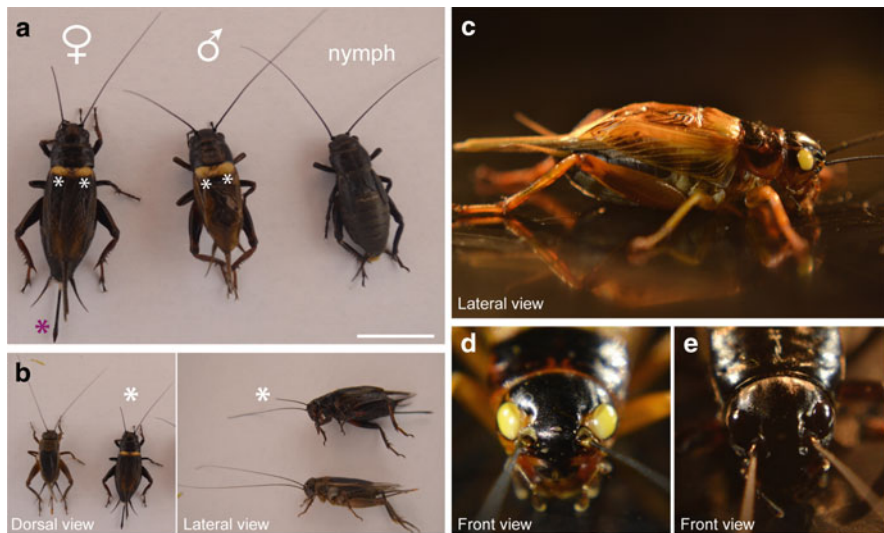 a
♀
♂
nymph
*
*
*
*
*
b
*
*
Dorsal view
Lateral view
c
Lateral view
d
Front view
e
Front view